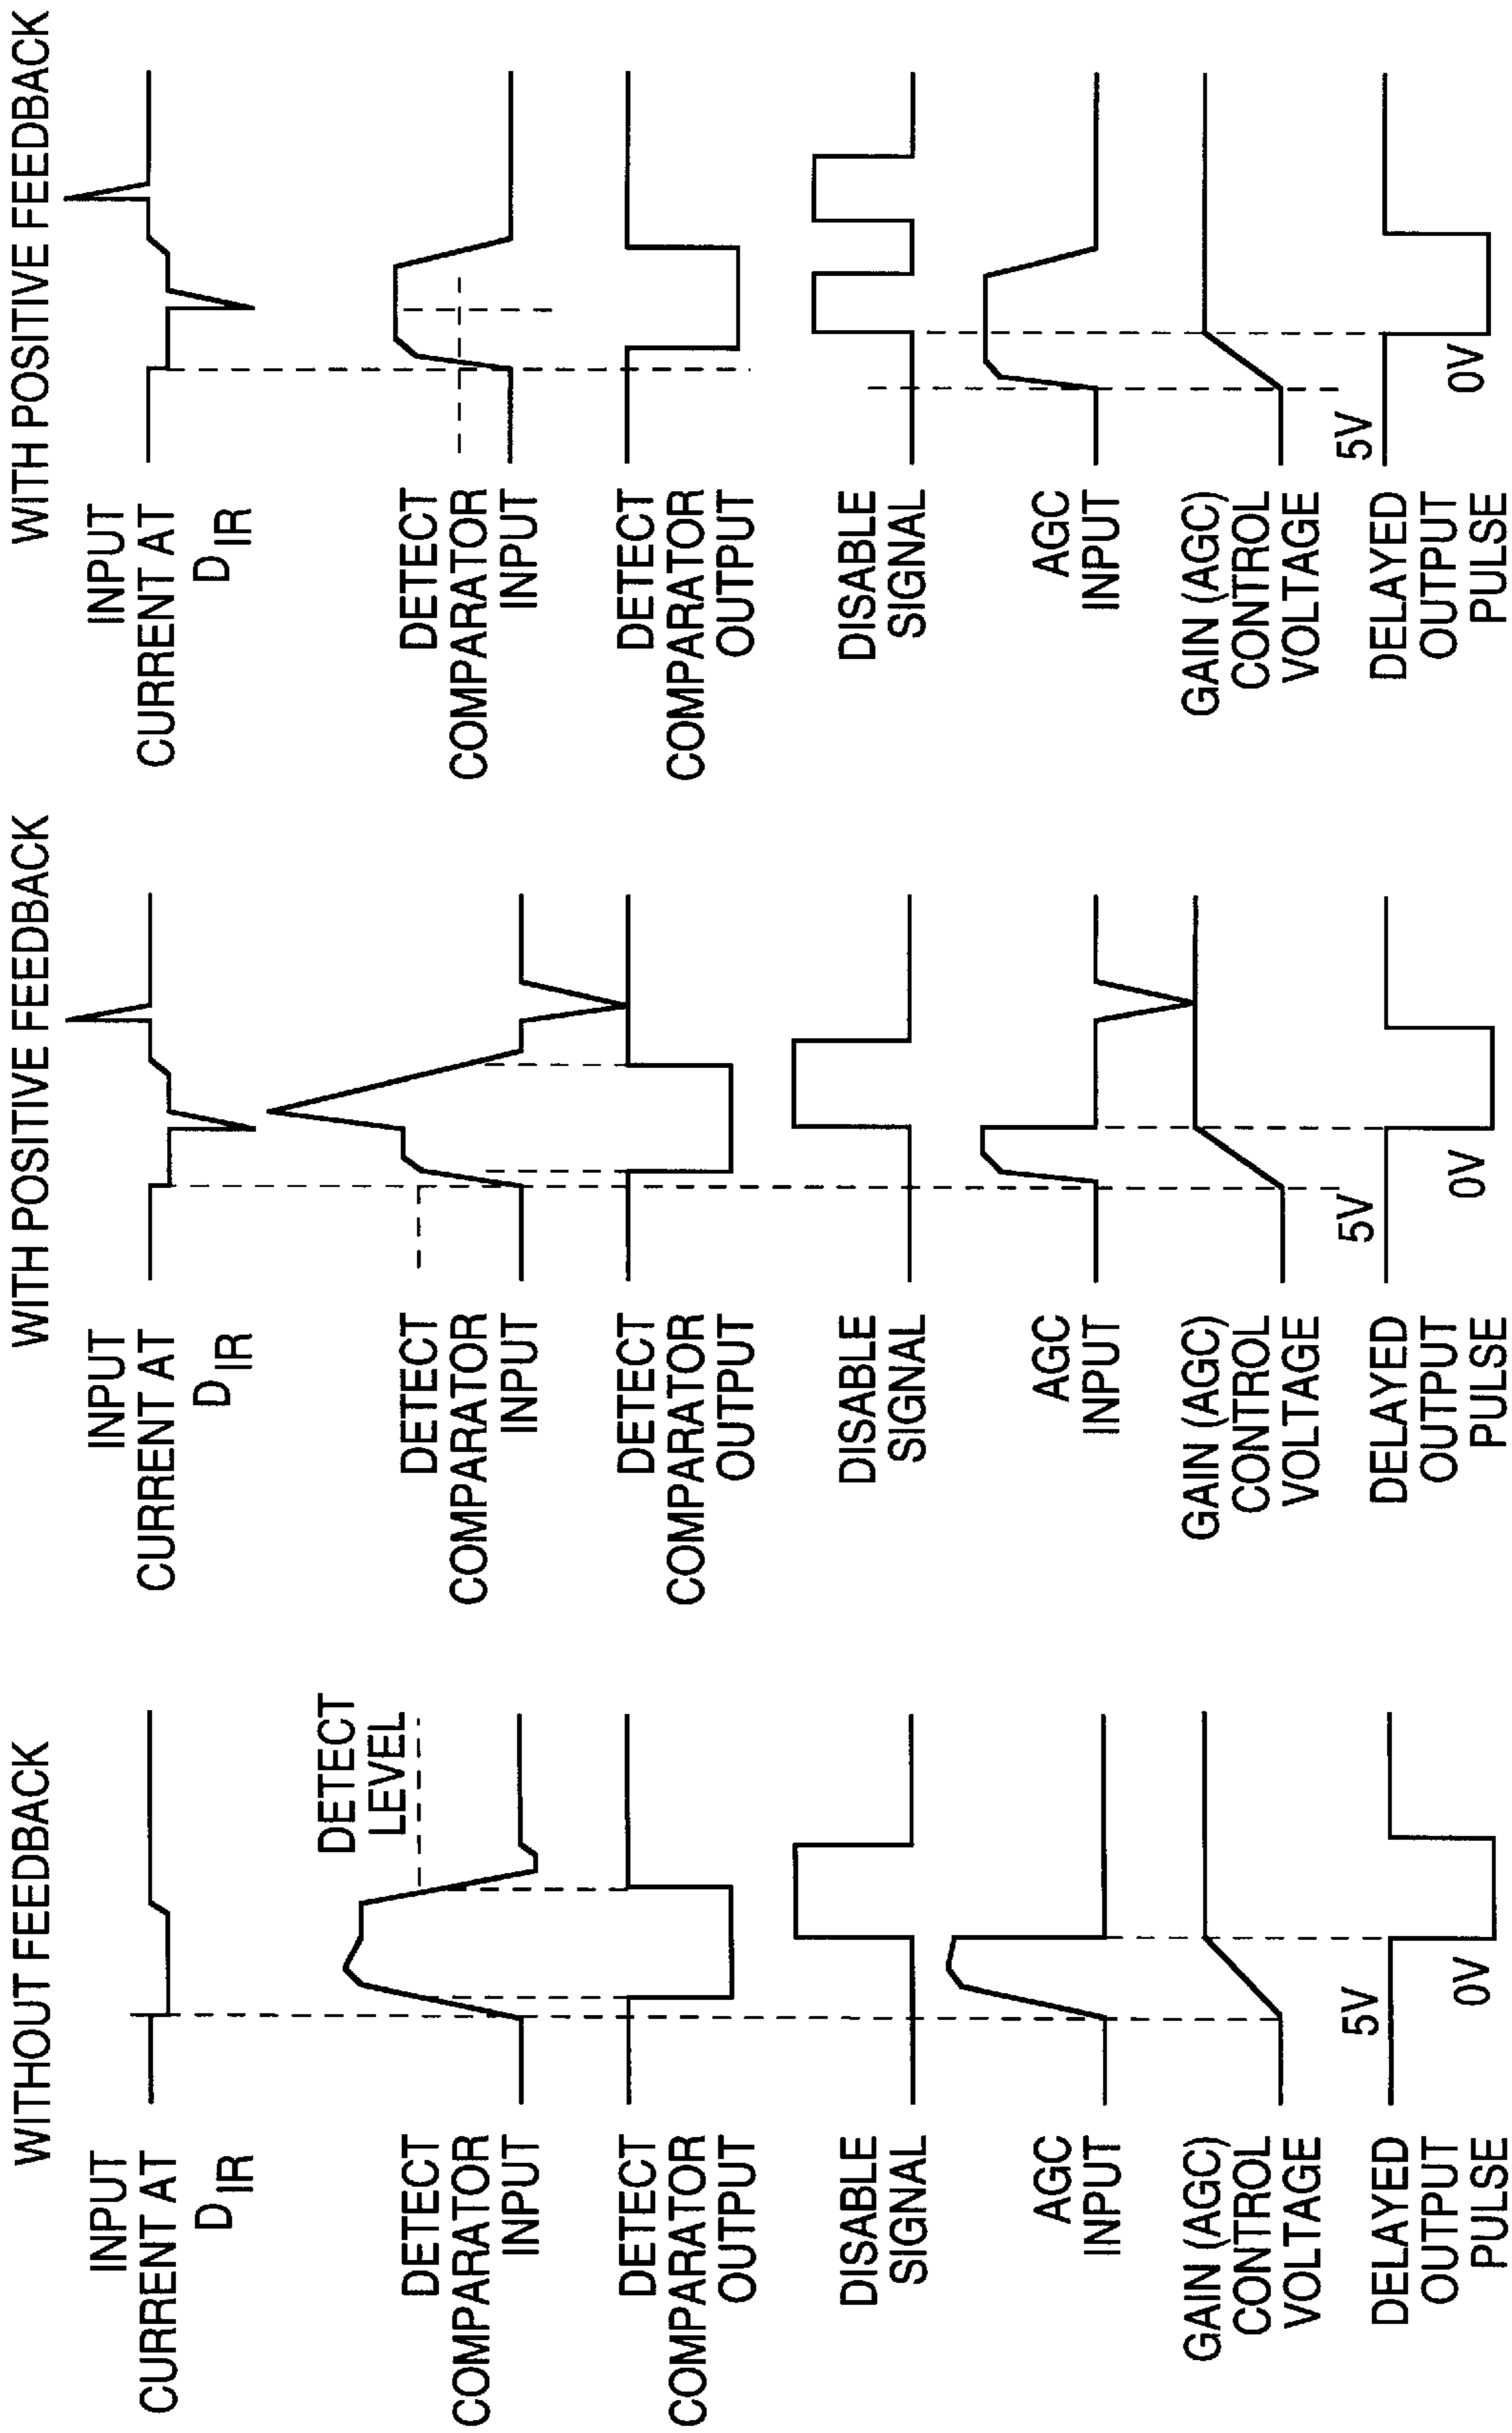 WITHOUT FEEDBACK
INPUT
CURRENT AT
D_IR
DETECT
LEVEL
DETECT
COMPARATOR
INPUT
DETECT
COMPARATOR
OUTPUT
DISABLE
SIGNAL
AGC
INPUT
GAIN (AGC)
CONTROL
VOLTAGE
5V
DELAYED
OUTPUT
PULSE
0V
WITH POSITIVE FEEDBACK
INPUT
CURRENT AT
D_IR
DETECT
COMPARATOR
INPUT
DETECT
COMPARATOR
OUTPUT
DISABLE
SIGNAL
AGC
INPUT
GAIN (AGC)
CONTROL
VOLTAGE
5V
DELAYED
OUTPUT
PULSE
0V
WITH POSITIVE FEEDBACK
INPUT
CURRENT AT
D_IR
DETECT
COMPARATOR
INPUT
DETECT
COMPARATOR
OUTPUT
DISABLE
SIGNAL
AGC
INPUT
GAIN (AGC)
CONTROL
VOLTAGE
5V
DELAYED
OUTPUT
PULSE
0V